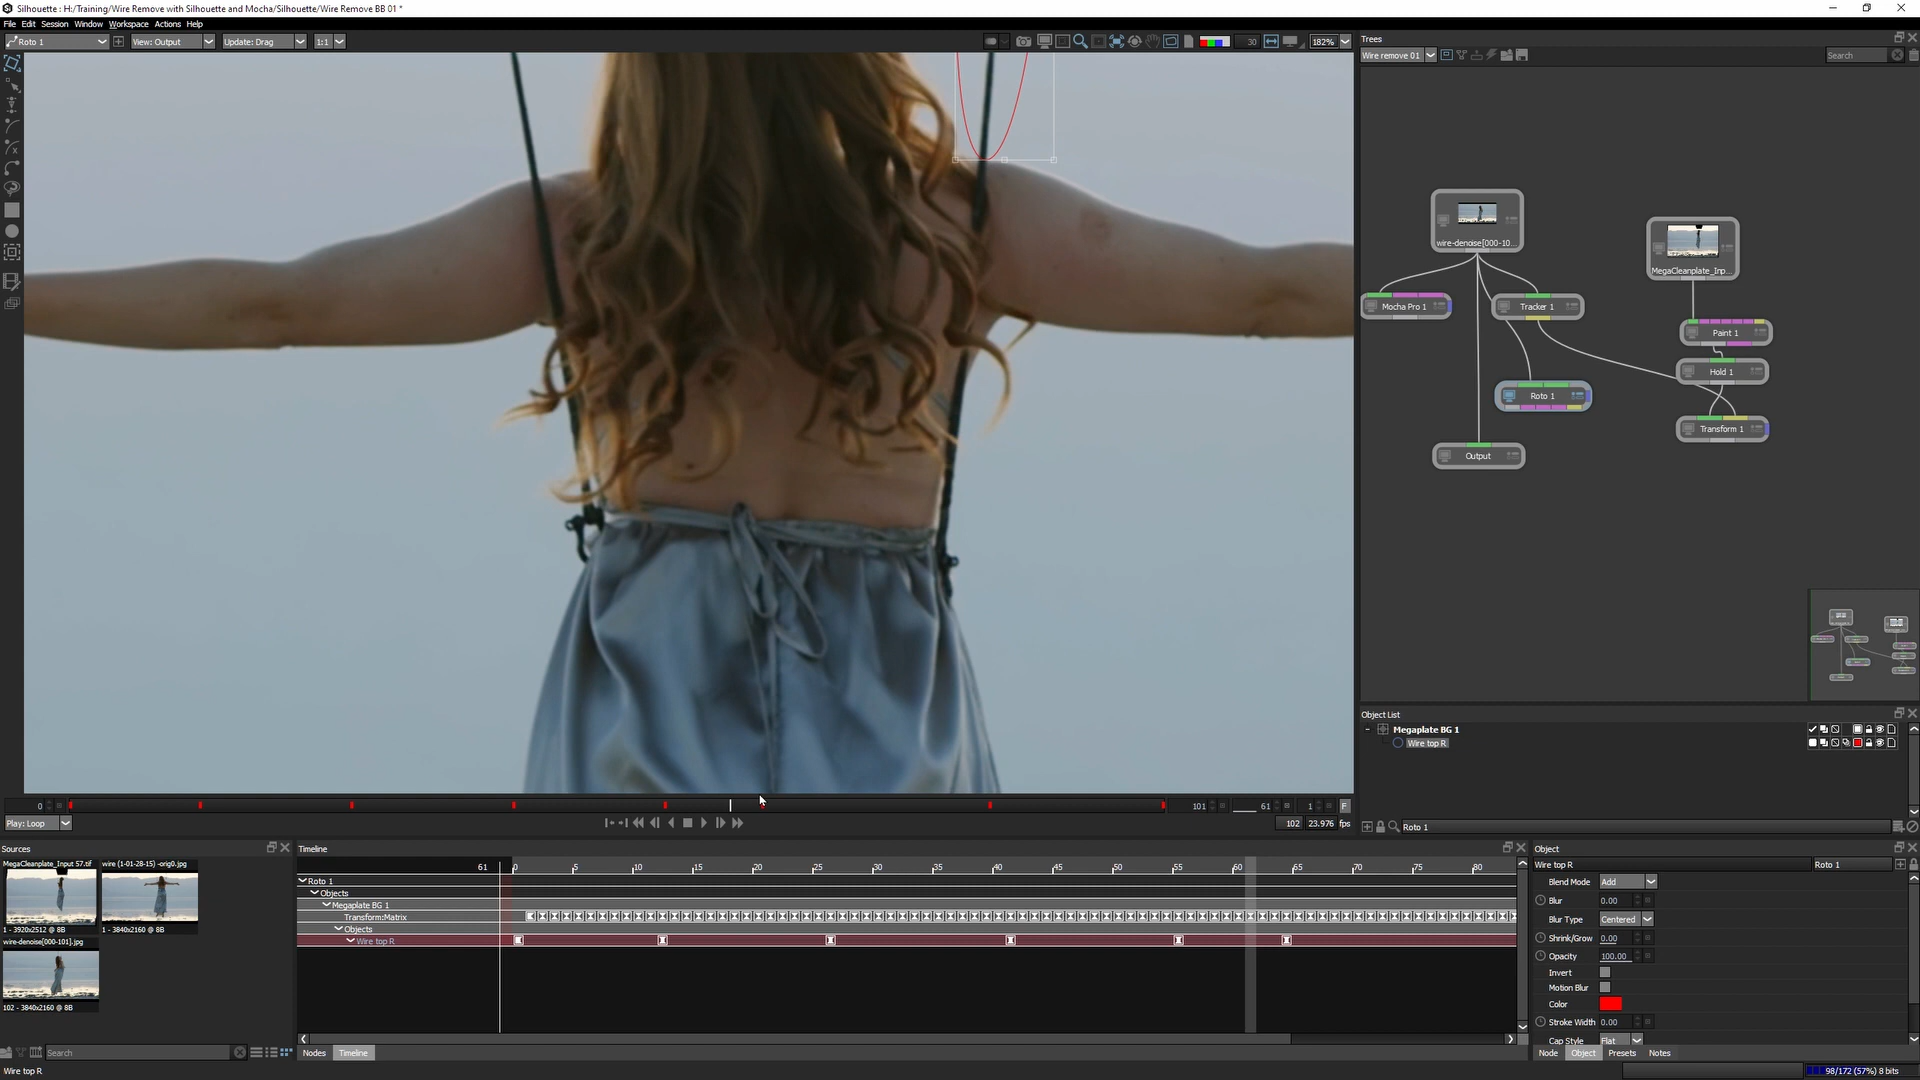 Silhouette : H:/Training/Wire Remove with Silhouette and Mocha/Silhouette/Wire Remove BB 01 *
File Edit Session Window Workspace Actions Help
Roto 1 View: Output Update: Drag 1:1 30 182%
Trees
Wire remove 01 Search
wire-denoise[000-10...
MegaCleanplate_Inp...
Mocha Pro 1
Tracker 1
Paint 1
Hold 1
Roto 1
Transform 1
Output
Object List
Megaplate BG 1
Wire top R
Roto 1
0 101 61 1 F
Play: Loop 102 23.976 fps
Sources
MegaCleanplate_Input 57.tif
1 - 3920x2512 @ 8B
wire (1-01-28-15) -orig0.jpg
1 - 3840x2160 @ 8B
wire-denoise[000-101].jpg
102 - 3840x2160 @ 8B
Search
Timeline
61 0 5 10 15 20 25 30 35 40 45 50 55 60 65 70 75 80
Roto 1
Objects
Megaplate BG 1
Transform:Matrix
Objects
Wire top R
Nodes Timeline
Object
Wire top R Roto 1
Blend Mode Add
Blur 0.00
Blur Type Centered
Shrink/Grow 0.00
Opacity 100.00
Invert
Motion Blur
Color
Stroke Width 0.00
Cap Style Flat
Node Object Presets Notes
Wire top R
98/172 (57%) 8 bits